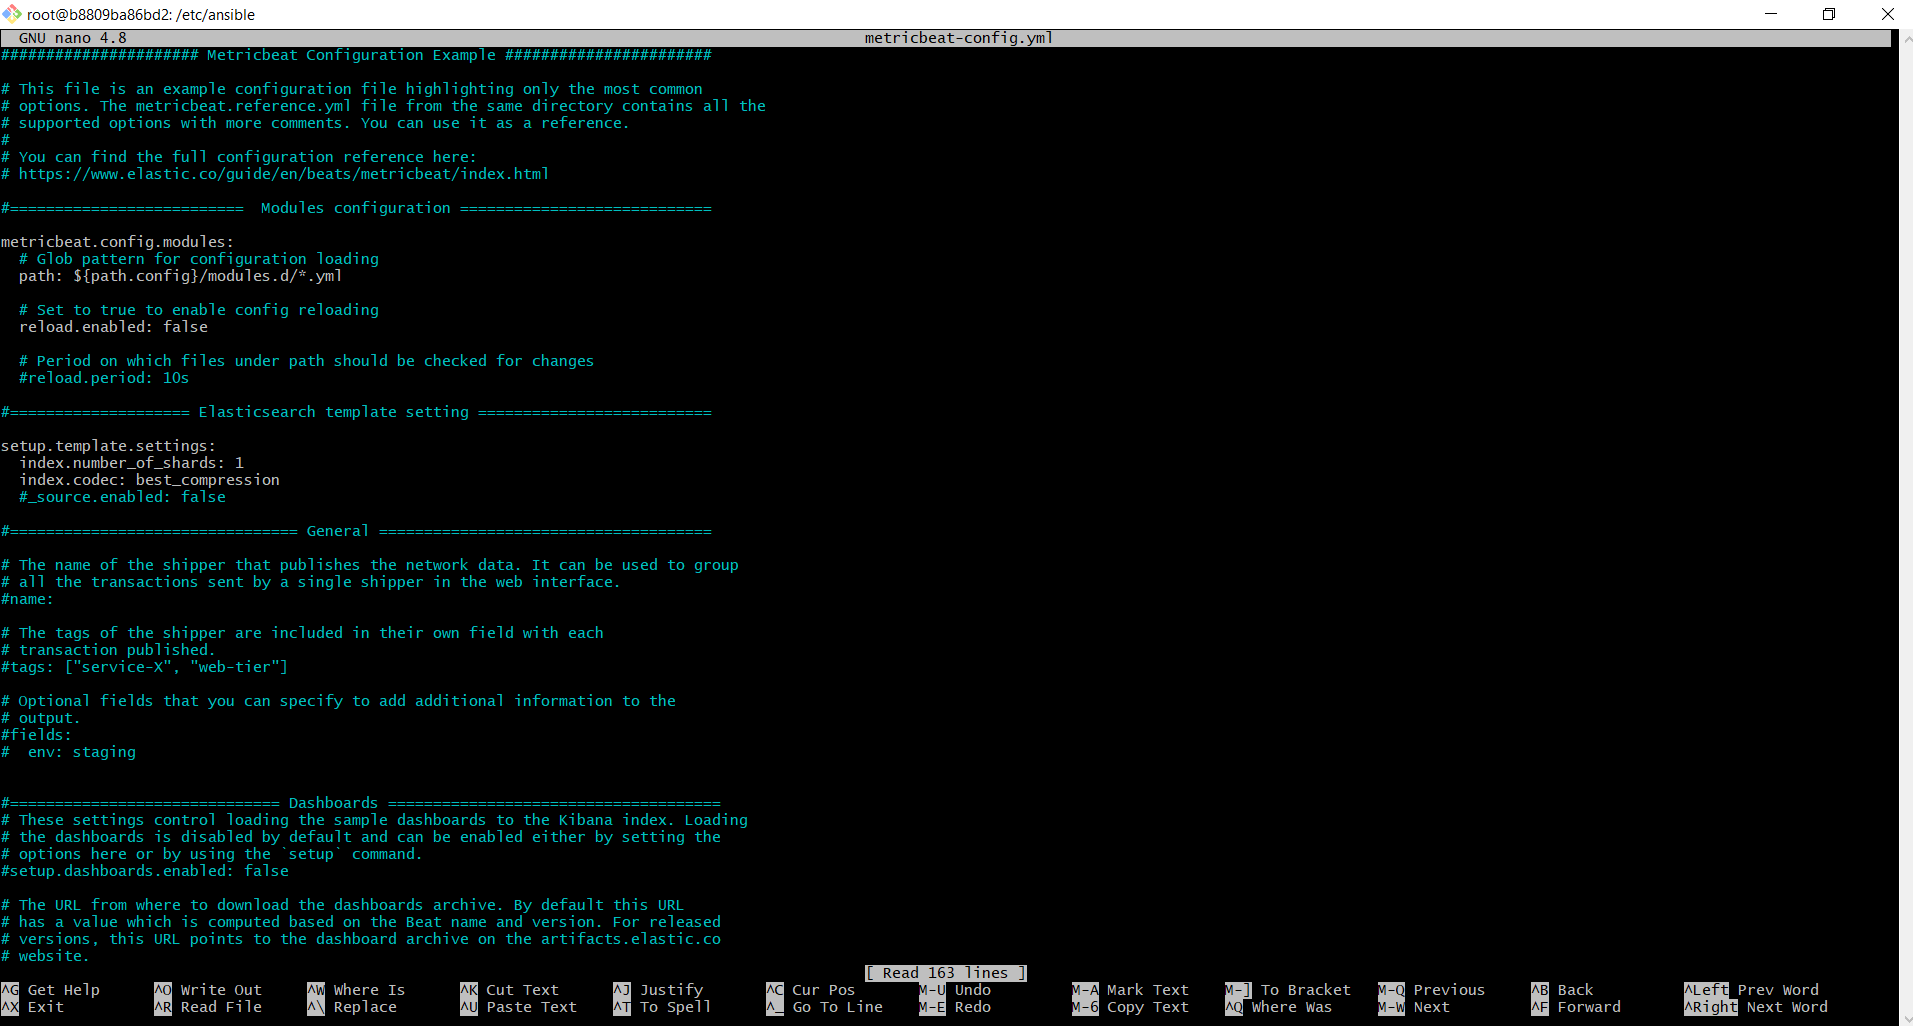 root@b8809ba86bd2: /etc/ansible
GNU nano 4.8 metricbeat-config.yml
###################### Metricbeat Configuration Example #######################

# This file is an example configuration file highlighting only the most common
# options. The metricbeat.reference.yml file from the same directory contains all the
# supported options with more comments. You can use it as a reference.
#
# You can find the full configuration reference here:
# https://www.elastic.co/guide/en/beats/metricbeat/index.html

#==========================  Modules configuration ============================

metricbeat.config.modules:
  # Glob pattern for configuration loading
  path: ${path.config}/modules.d/*.yml

  # Set to true to enable config reloading
  reload.enabled: false

  # Period on which files under path should be checked for changes
  #reload.period: 10s

#==================== Elasticsearch template setting ==========================

setup.template.settings:
  index.number_of_shards: 1
  index.codec: best_compression
  #_source.enabled: false

#================================ General =====================================

# The name of the shipper that publishes the network data. It can be used to group
# all the transactions sent by a single shipper in the web interface.
#name:

# The tags of the shipper are included in their own field with each
# transaction published.
#tags: ["service-X", "web-tier"]

# Optional fields that you can specify to add additional information to the
# output.
#fields:
#  env: staging


#============================== Dashboards =====================================
# These settings control loading the sample dashboards to the Kibana index. Loading
# the dashboards is disabled by default and can be enabled either by setting the
# options here or by using the `setup` command.
#setup.dashboards.enabled: false

# The URL from where to download the dashboards archive. By default this URL
# has a value which is computed based on the Beat name and version. For released
# versions, this URL points to the dashboard archive on the artifacts.elastic.co
# website.
[ Read 163 lines ]
^G Get Help ^O Write Out ^W Where Is ^K Cut Text ^J Justify ^C Cur Pos M-U Undo M-A Mark Text M-] To Bracket M-Q Previous ^B Back ^Left Prev Word
^X Exit ^R Read File ^\ Replace ^U Paste Text ^T To Spell ^_ Go To Line M-E Redo M-6 Copy Text ^Q Where Was M-W Next ^F Forward ^Right Next Word